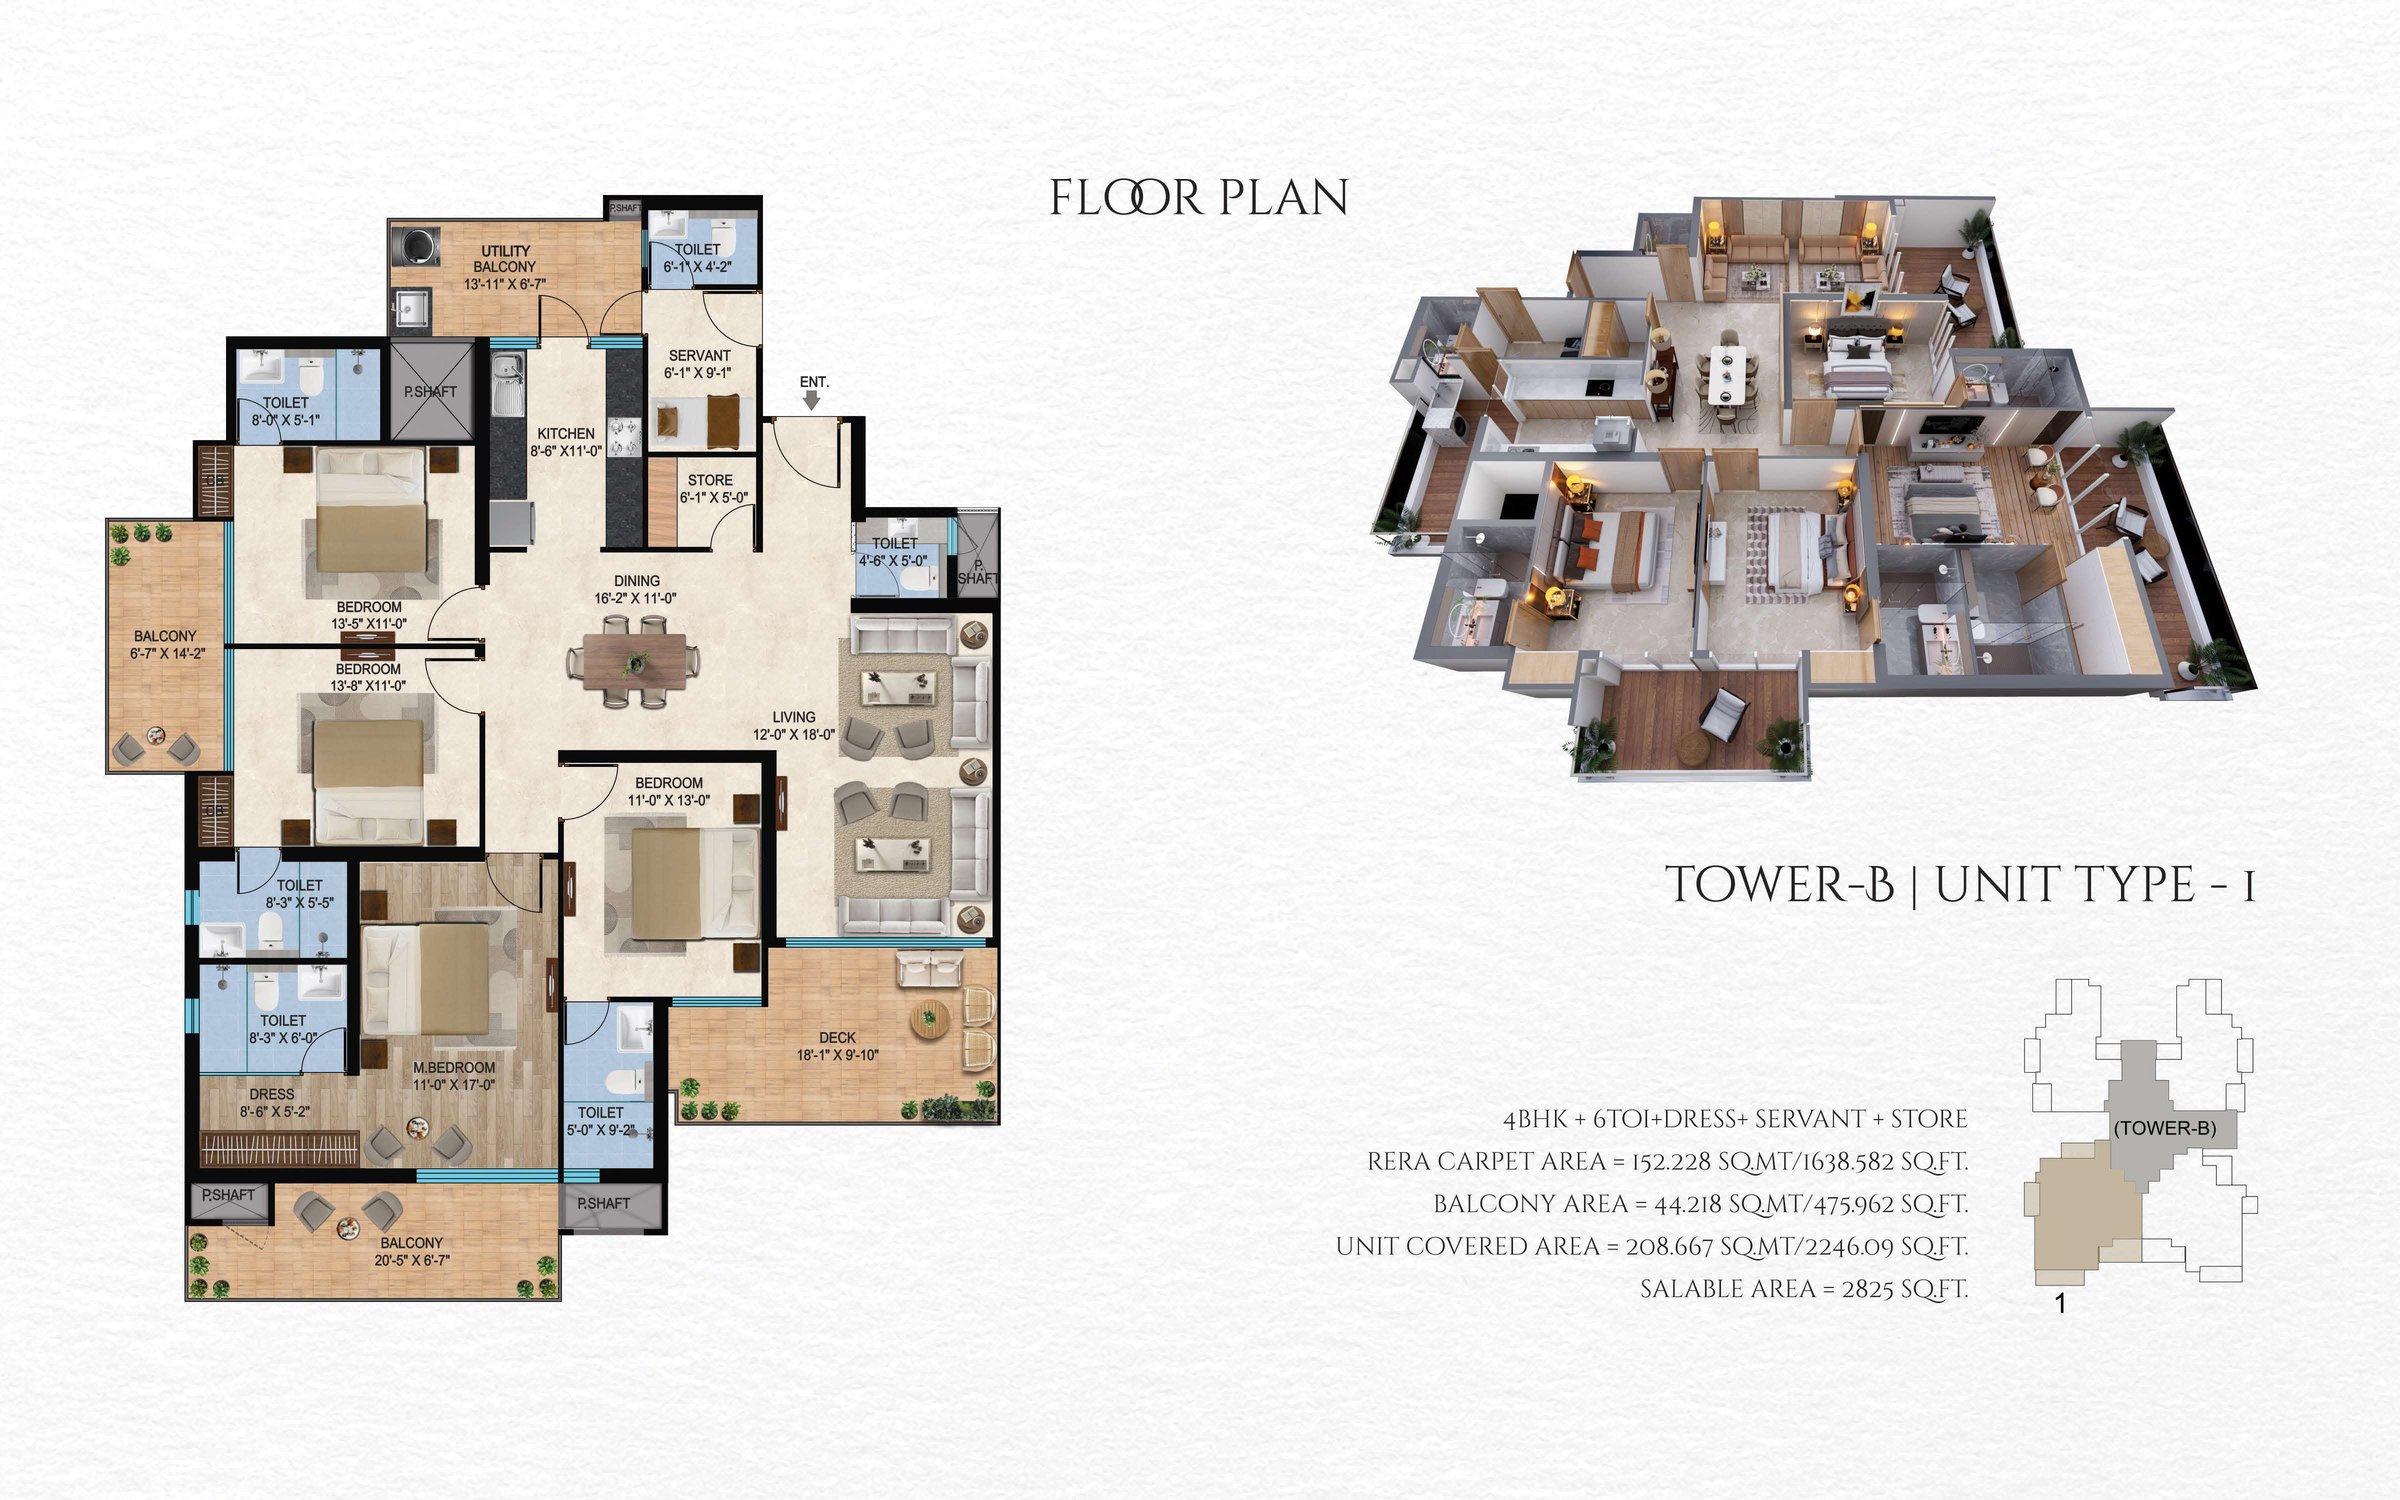 FLOOR PLAN
P.SHAFT
TOILET
6'-1" X 4'-2"
UTILITY
BALCONY
13'-11" X 6'-7"
SERVANT
6'-1" X 9'-1"
ENT.
P.SHAFT
TOILET
8'-0" X 5'-1"
KITCHEN
8'-6" X11'-0"
STORE
6'-1" X 5'-0"
CB
TOILET
4'-6" X 5'-0"
P.
SHAFT
DINING
16'-2" X 11'-0"
BEDROOM
13'-5" X11'-0"
BALCONY
6'-7" X 14'-2"
BEDROOM
13'-8" X11'-0"
LIVING
12'-0" X 18'-0"
BEDROOM
11'-0" X 13'-0"
CB
TOILET
8'-3" X 5'-5"
TOILET
8'-3" X 6'-0"
DECK
18'-1" X 9'-10"
M.BEDROOM
11'-0" X 17'-0"
DRESS
8'-6" X 5'-2"
TOILET
5'-0" X 9'-2"
P.SHAFT
P.SHAFT
BALCONY
20'-5" X 6'-7"
TOWER-B | UNIT TYPE - 1
4BHK + 6TOI+DRESS+ SERVANT + STORE
RERA CARPET AREA = 152.228 SQ.MT/1638.582 SQ.FT.
BALCONY AREA = 44.218 SQ.MT/475.962 SQ.FT.
UNIT COVERED AREA = 208.667 SQ.MT/2246.09 SQ.FT.
SALABLE AREA = 2825 SQ.FT.
(TOWER-B)
1